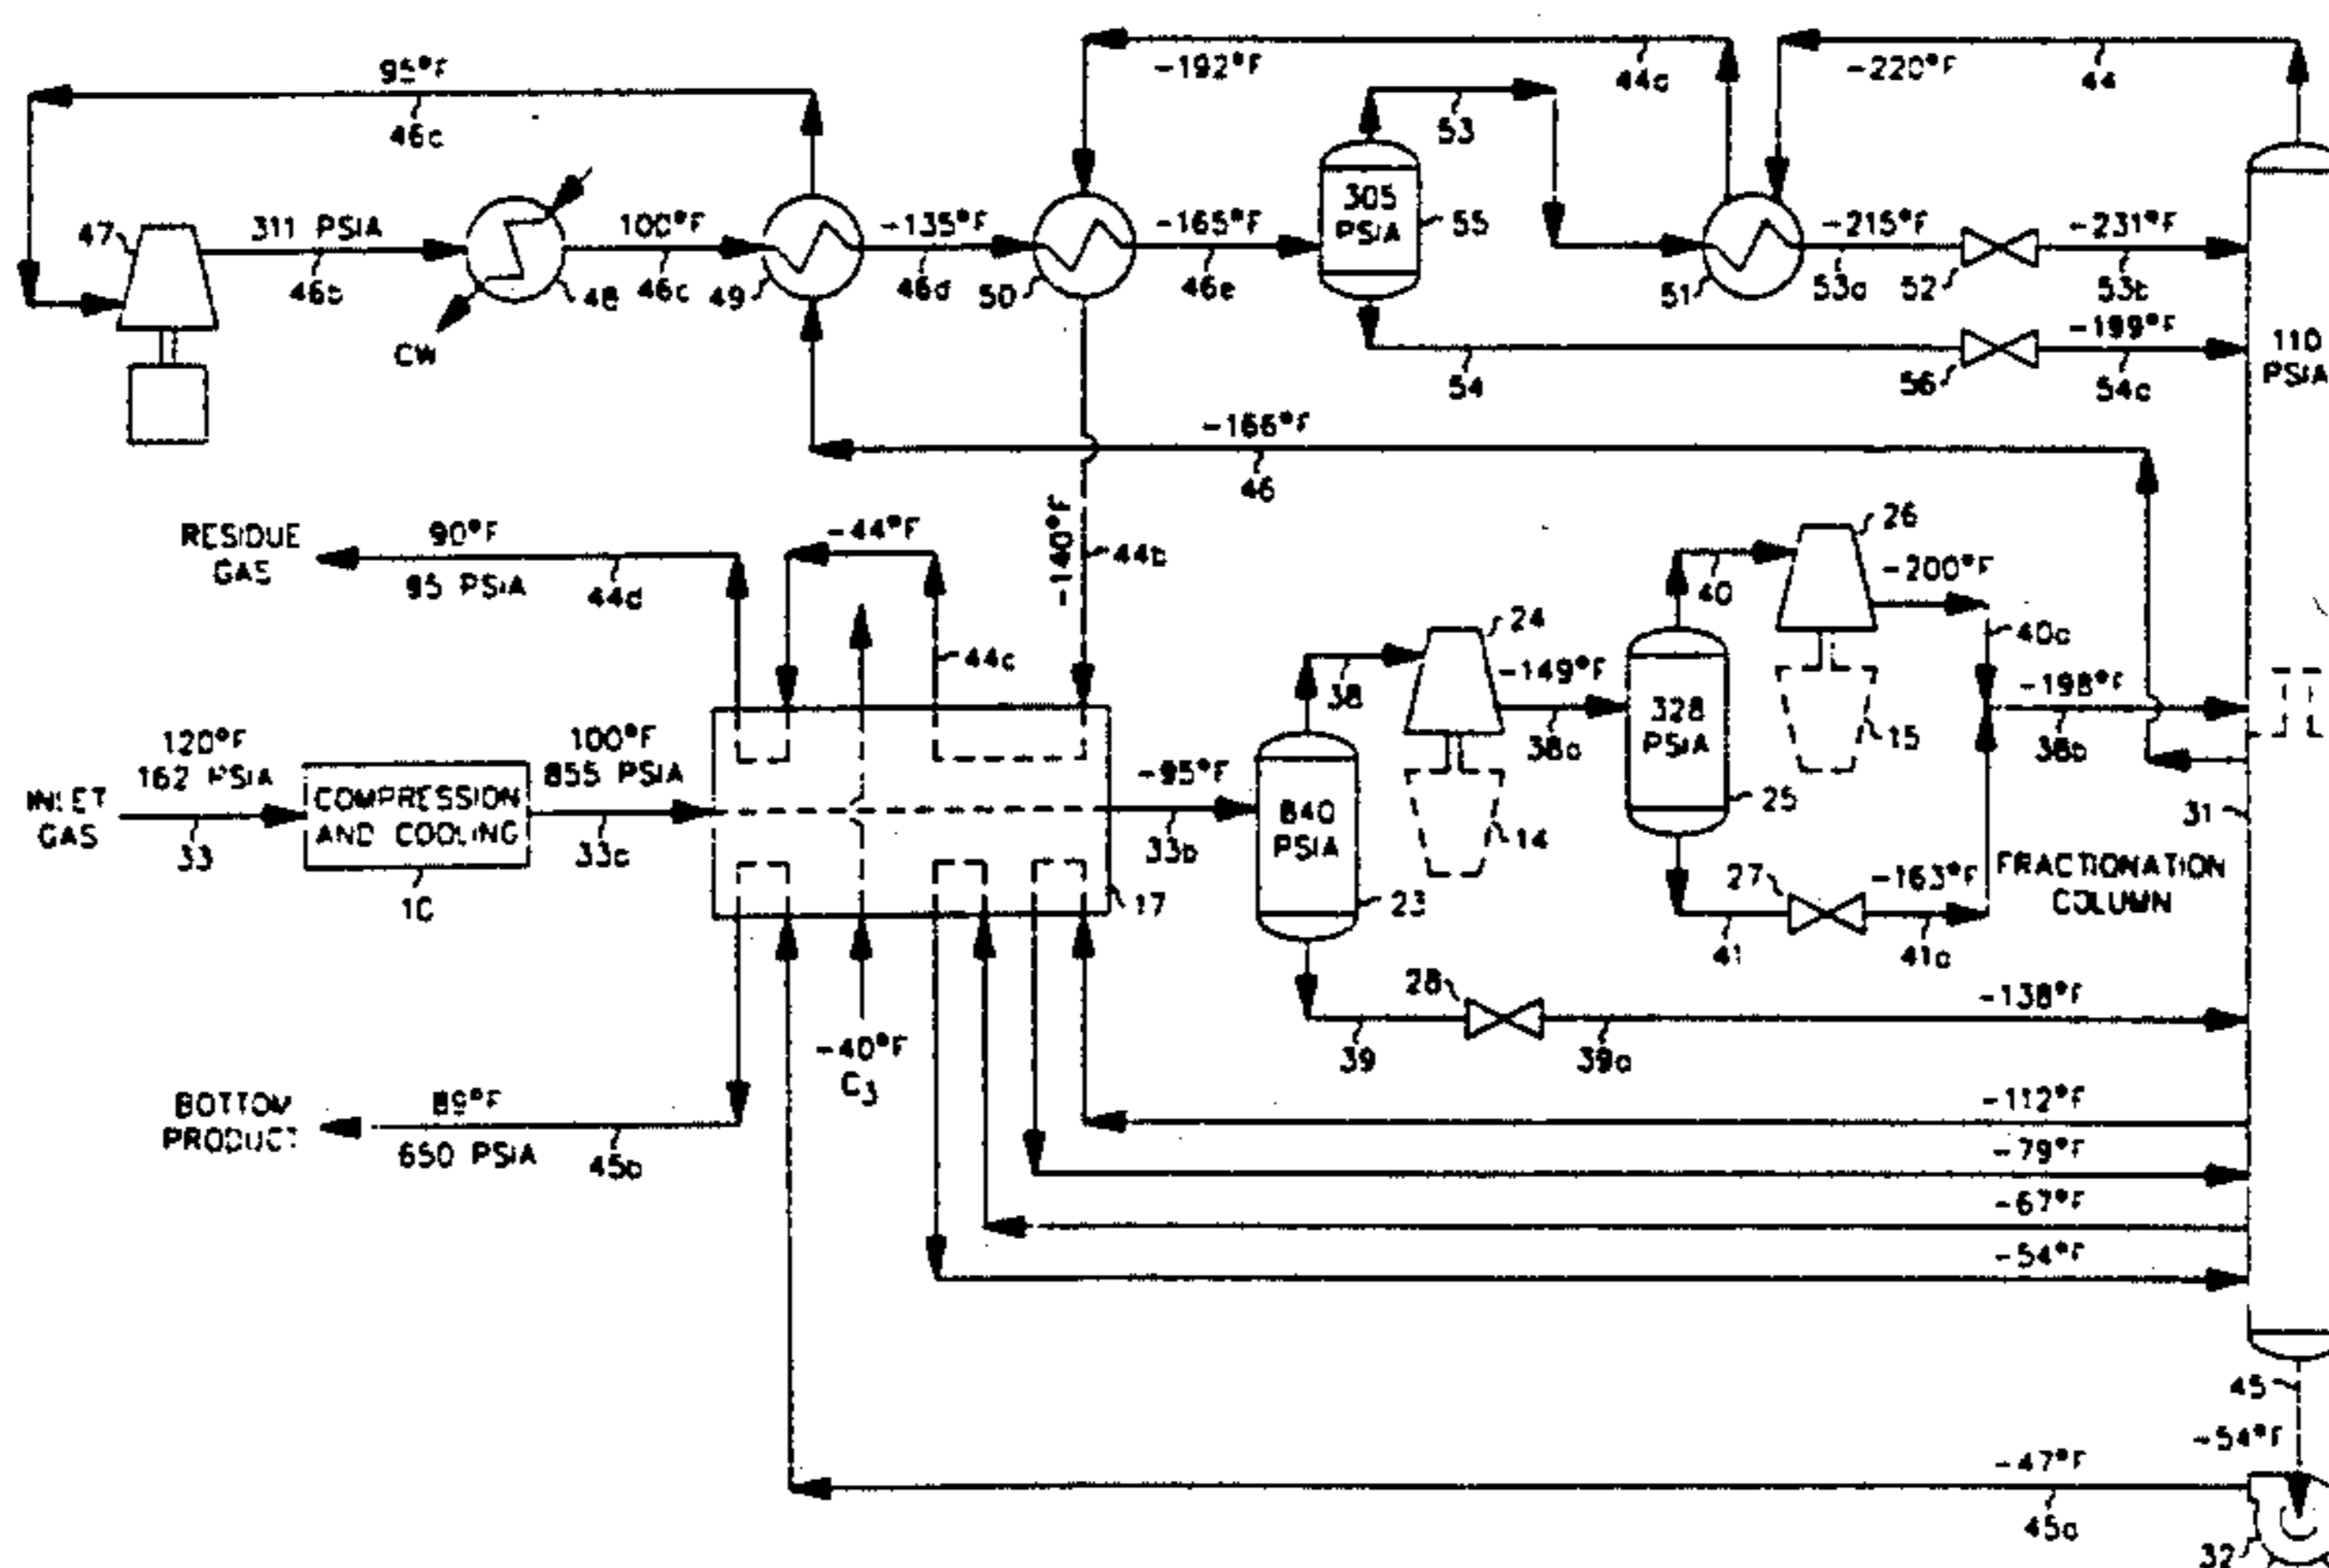 95°F
46c
47
311 PSIA
46b
CW
48
100°F
46c
49
-135°F
46d
50
-192°F
44a
-165°F
46e
305
PSIA
55
53
51
-220°F
44
-215°F
53a
52
-231°F
53b
54
56
-199°F
54a
110
PSIA
-166°F
46
RESIDUE
GAS
90°F
95 PSIA
44d
-44°F
44c
-140°F
44b
38
24
-149°F
38a
14
328
PSIA
25
40
26
-200°F
40a
15
-198°F
38b
120°F
162 PSIA
INLET
GAS
33
COMPRESSION
AND COOLING
10
100°F
855 PSIA
33a
17
-95°F
33b
840
PSIA
23
41
27
-163°F
41a
31
FRACTIONATION
COLUMN
-40°F
C3
39
28
39a
-138°F
BOTTOM
PRODUCT
89°F
650 PSIA
45b
-112°F
-79°F
-67°F
-54°F
45
-54°F
-47°F
45a
32